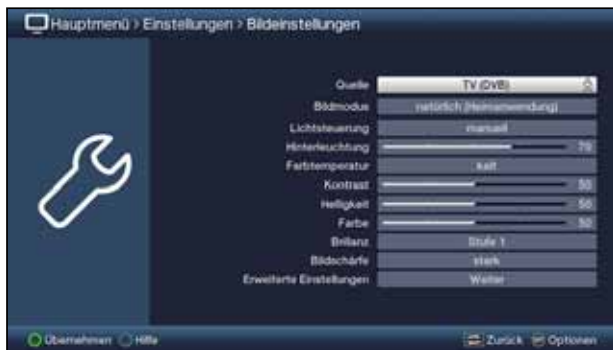 Hauptmenü > Einstellungen > Bildeinstellungen
Quelle TV (DVB)
Bildmodus natürlich (Heimanwendung)
Lichtsteuerung manuell
Hinterleuchtung 70
Farbtemperatur kalt
Kontrast 50
Helligkeit 50
Farbe 50
Brillanz Stufe 1
Bildschärfe stark
Erweiterte Einstellungen Weiter
Übernehmen Hilfe Zurück Optionen